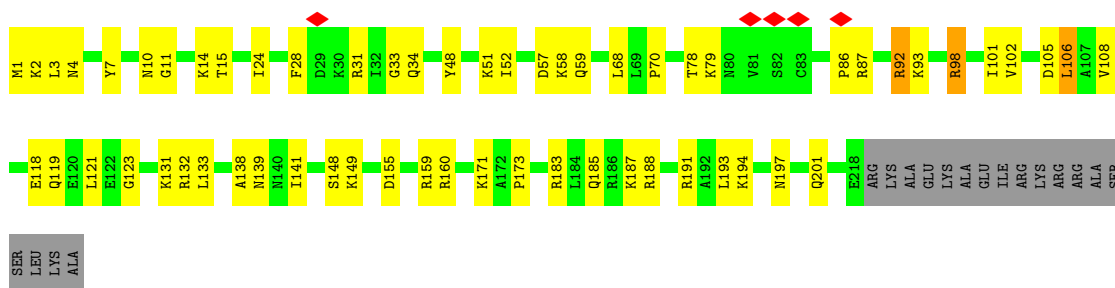 M1 K2 L3 N4 Y7 N10 G11 K14 T15 I24 F28 D29 K30 R31 I32 G33 Q34 Y48 K51 I52 D57 K58 Q59 L68 L69 P70 T78 K79 N80 V81 S82 C83 P86 R87 R92 K93 R98 I101 V102 D105 L106 A107 V108
E118 Q119 E120 L121 E122 G123 K131 R132 L133 A138 N139 N140 I141 S148 K149 D155 R159 R160 K171 A172 P173 R183 L184 Q185 R186 K187 R188 R191 A192 L193 K194 N197 Q201 E218 ARG LYS ALA GLU LYS ALA GLU ILE ARG LYS ARG ARG ALA SER
SER LEU LYS ALA